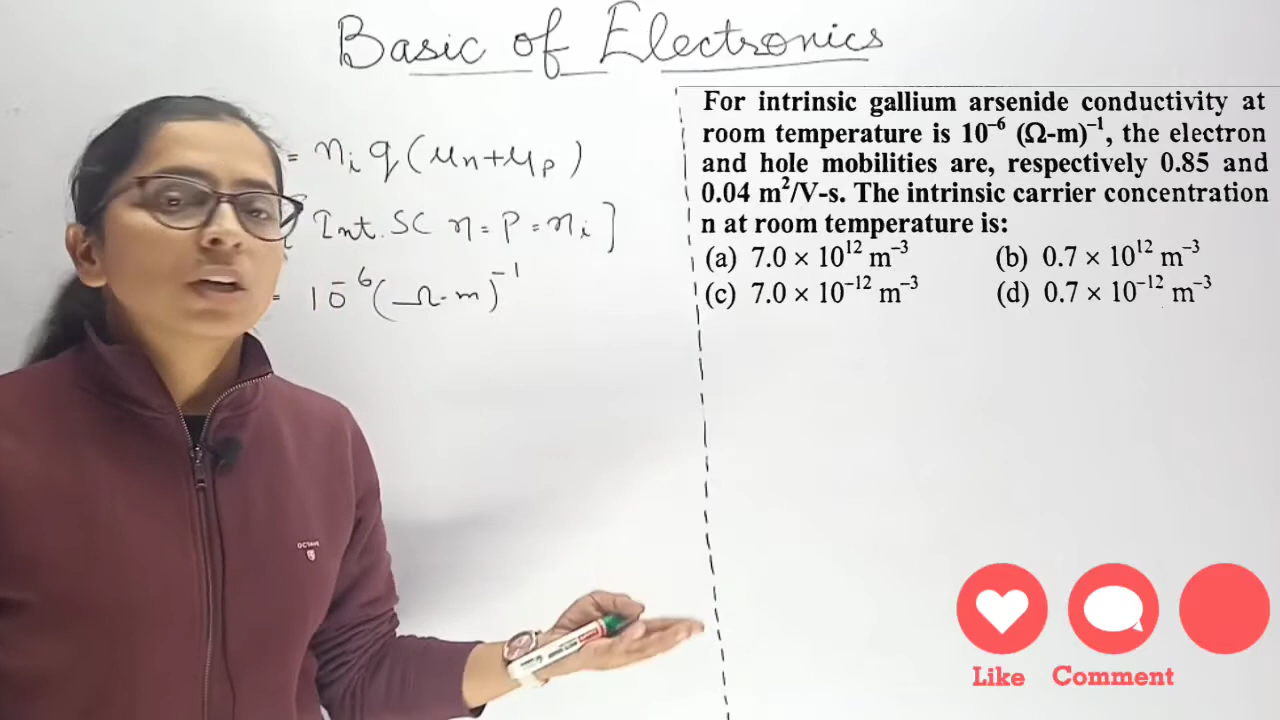 Basic of Electronics
= ni q (μn+μp)
[ Int. SC n = P = ni ]
= 10⁻⁶ (Ω-m)⁻¹
For intrinsic gallium arsenide conductivity at
room temperature is 10⁻⁶ (Ω-m)⁻¹, the electron
and hole mobilities are, respectively 0.85 and
0.04 m²/V-s. The intrinsic carrier concentration
n at room temperature is:
(a) 7.0 × 10¹² m⁻³ (b) 0.7 × 10¹² m⁻³
(c) 7.0 × 10⁻¹² m⁻³ (d) 0.7 × 10⁻¹² m⁻³
OCTAVE
Like Comment